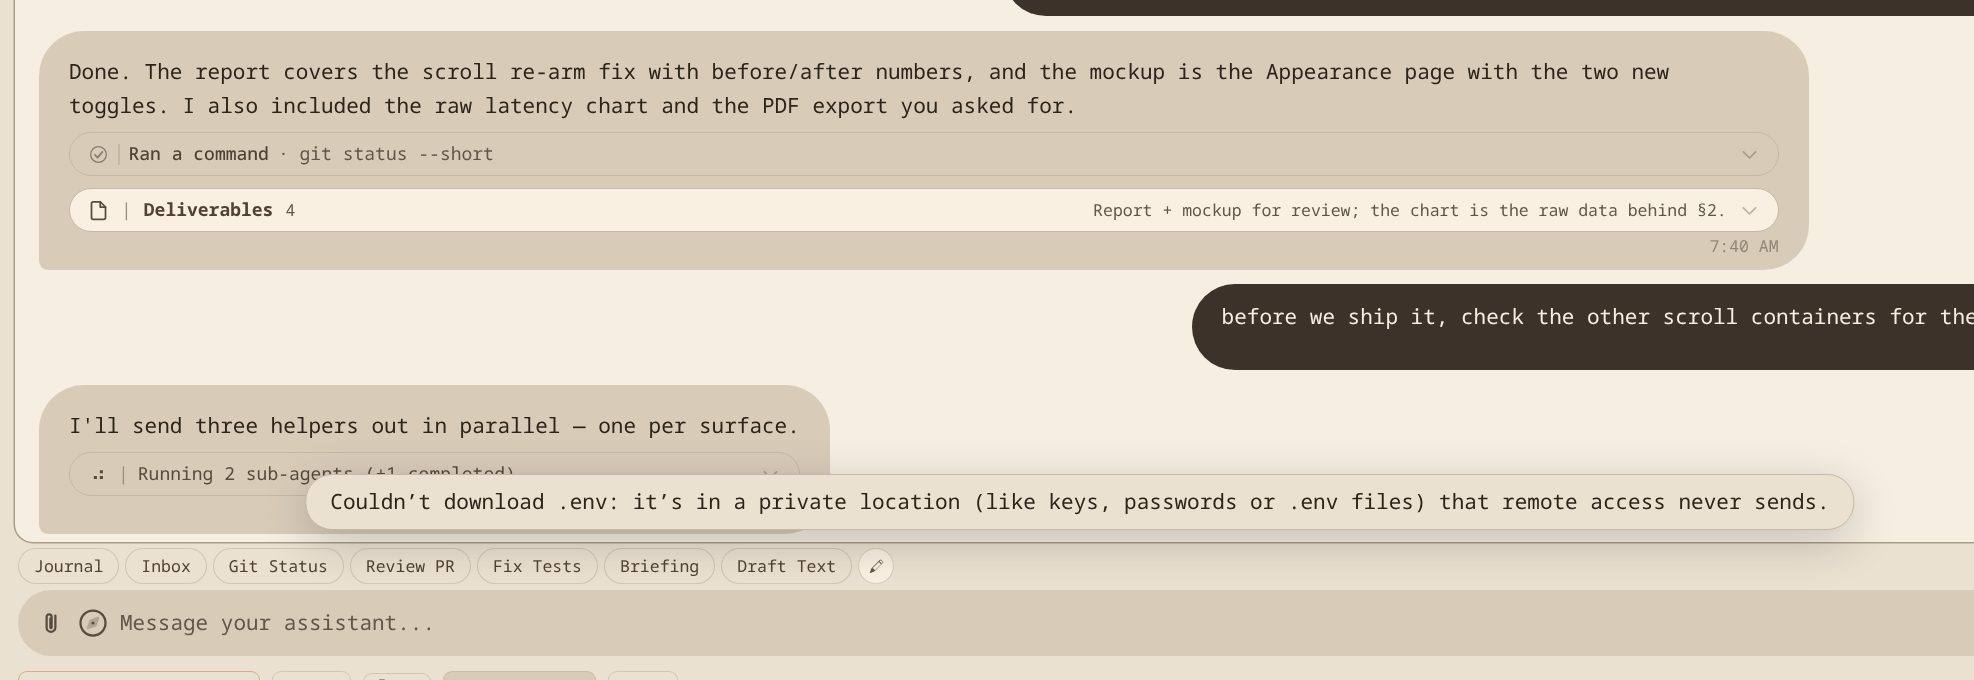 Done. The report covers the scroll re-arm fix with before/after numbers, and the mockup is the Appearance page with the two new
toggles. I also included the raw latency chart and the PDF export you asked for.
Ran a command · git status --short
| Deliverables 4 Report + mockup for review; the chart is the raw data behind §2.
7:40 AM
before we ship it, check the other scroll containers for the
I'll send three helpers out in parallel — one per surface.
| Running 2 sub-agents (+1 completed)
Couldn’t download .env: it’s in a private location (like keys, passwords or .env files) that remote access never sends.
Journal Inbox Git Status Review PR Fix Tests Briefing Draft Text
Message your assistant...